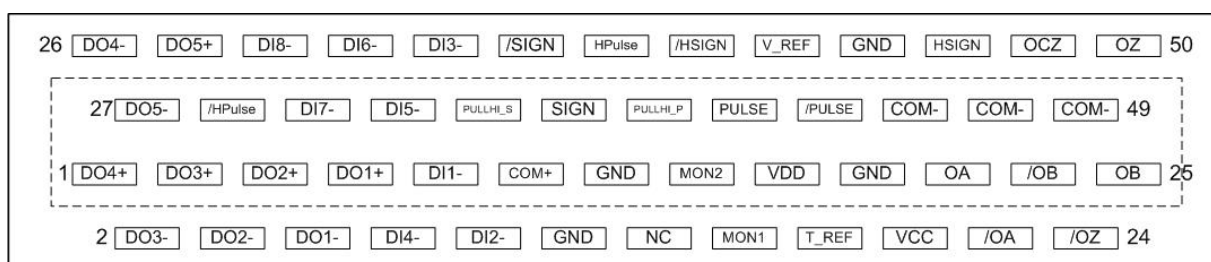 26 DO4- DO5+ DI8- DI6- DI3- /SIGN HPulse /HSIGN V_REF GND HSIGN OCZ OZ 50
27 DO5- /HPulse DI7- DI5- PULLHI_S SIGN PULLHI_P PULSE /PULSE COM- COM- COM- 49
1 DO4+ DO3+ DO2+ DO1+ DI1- COM+ GND MON2 VDD GND OA /OB OB 25
2 DO3- DO2- DO1- DI4- DI2- GND NC MON1 T_REF VCC /OA /OZ 24